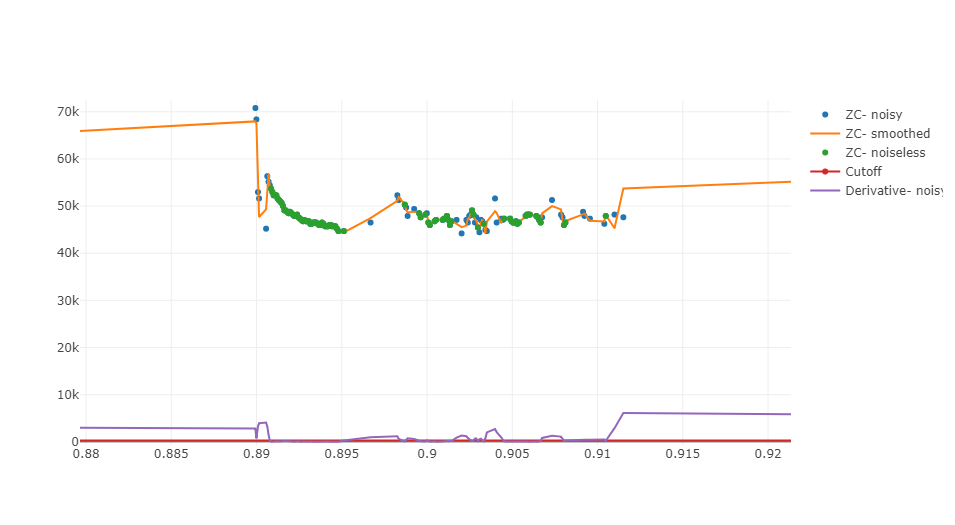 70k
60k
50k
40k
30k
20k
10k
0
0.88 0.885 0.89 0.895 0.9 0.905 0.91 0.915 0.92
ZC- noisy
ZC- smoothed
ZC- noiseless
Cutoff
Derivative- noisy